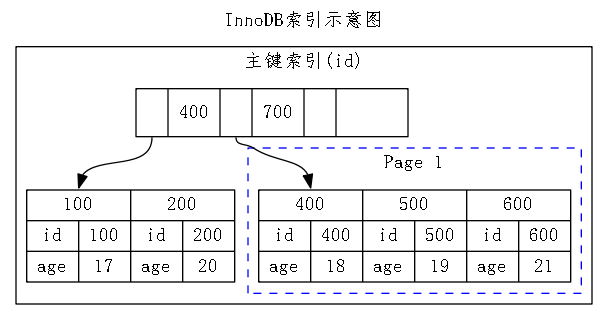 InnoDB索引示意图
主键索引(id)
400 700
Page 1
100 200
id 100 id 200
age 17 age 20
400 500 600
id 400 id 500 id 600
age 18 age 19 age 21